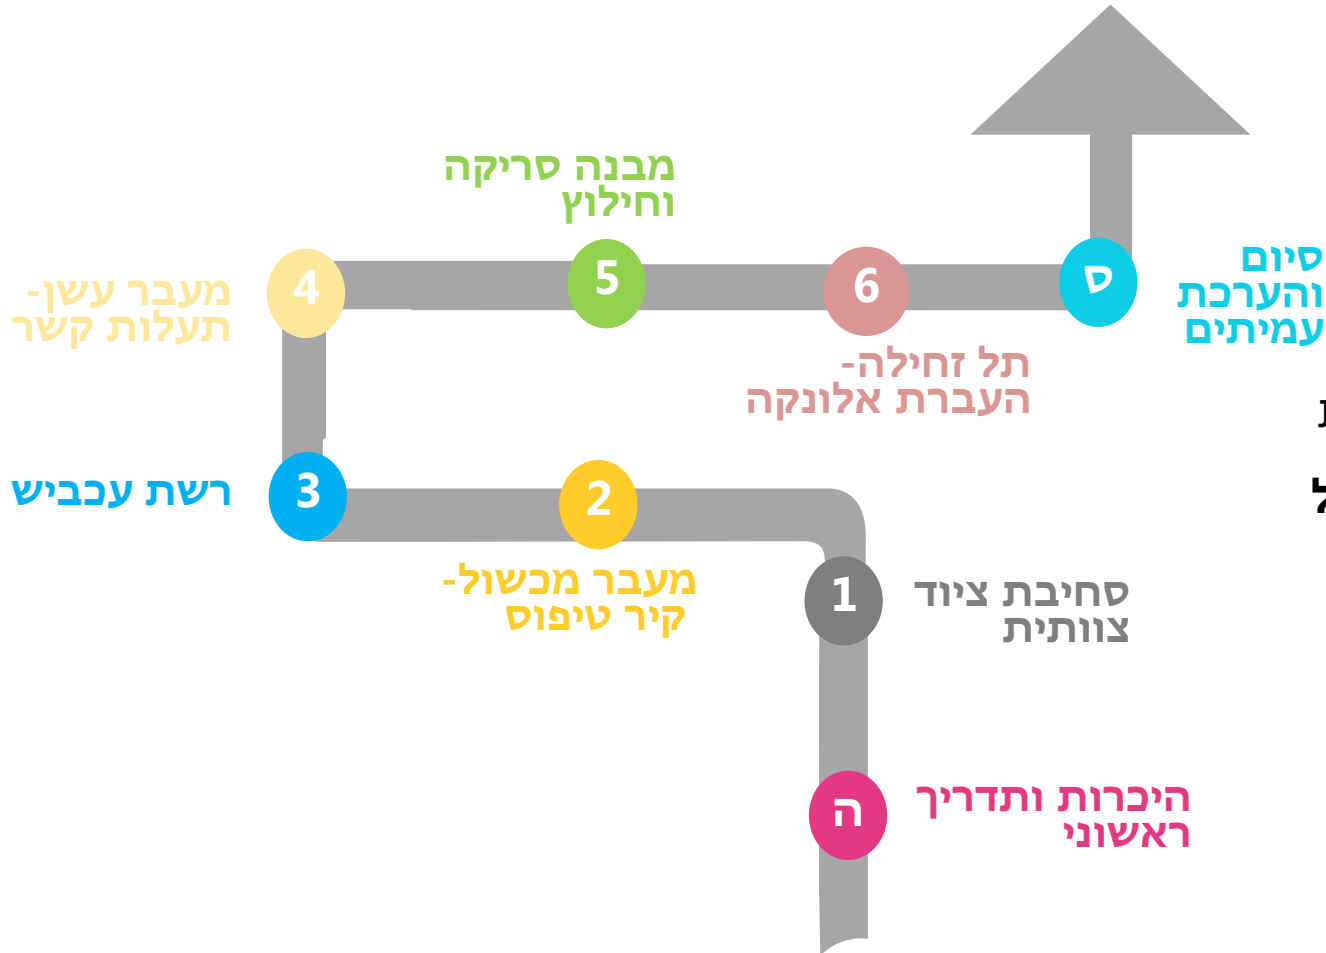 מבנה סריקה
וחילוץ
5
4
מעבר עשן-
תעלות קשר
6
ס
סיום
והערכת
עמיתים
תל זחילה-
העברת אלונקה
3
רשת עכביש
2
מעבר מכשול-
קיר טיפוס
1
סחיבת ציוד
צוותית
ה
היכרות ותדריך
ראשוני